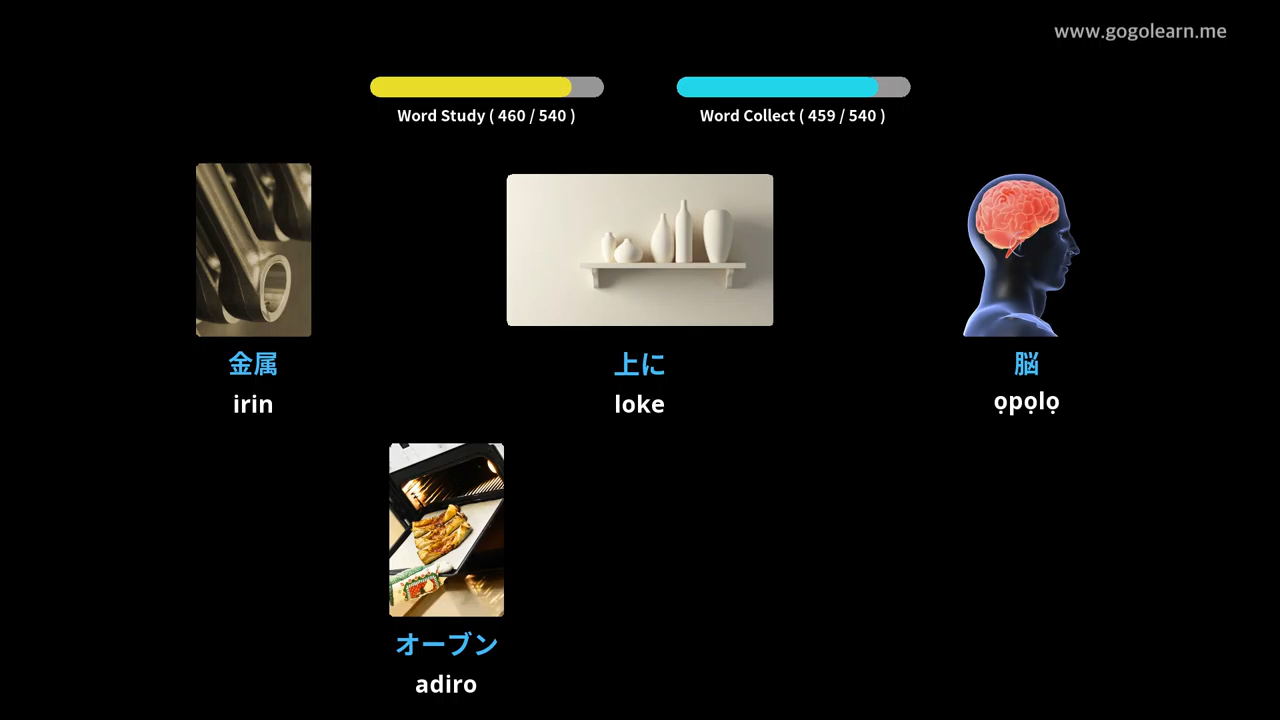 www.gogolearn.me
Word Study ( 460 / 540 )
Word Collect ( 459 / 540 )
金属
irin
上に
loke
脳
ọpọlọ
オーブン
adiro